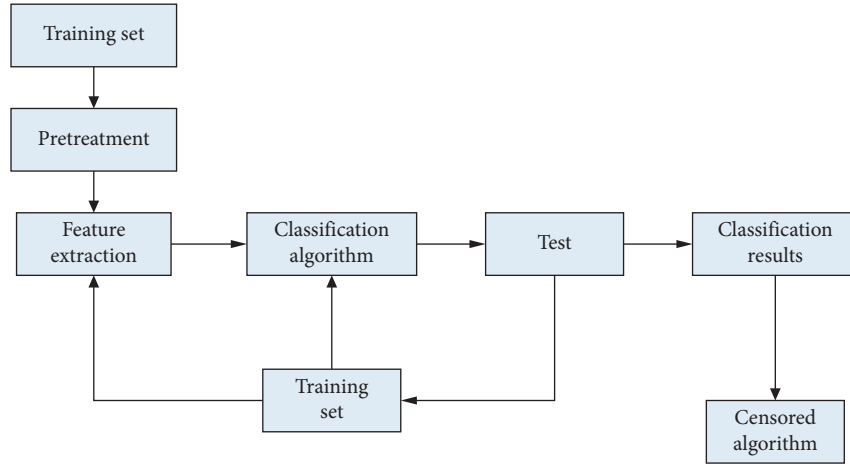 Training set
Pretreatment
Feature
extraction
Classification
algorithm
Test
Classification
results
Training
set
Censored
algorithm